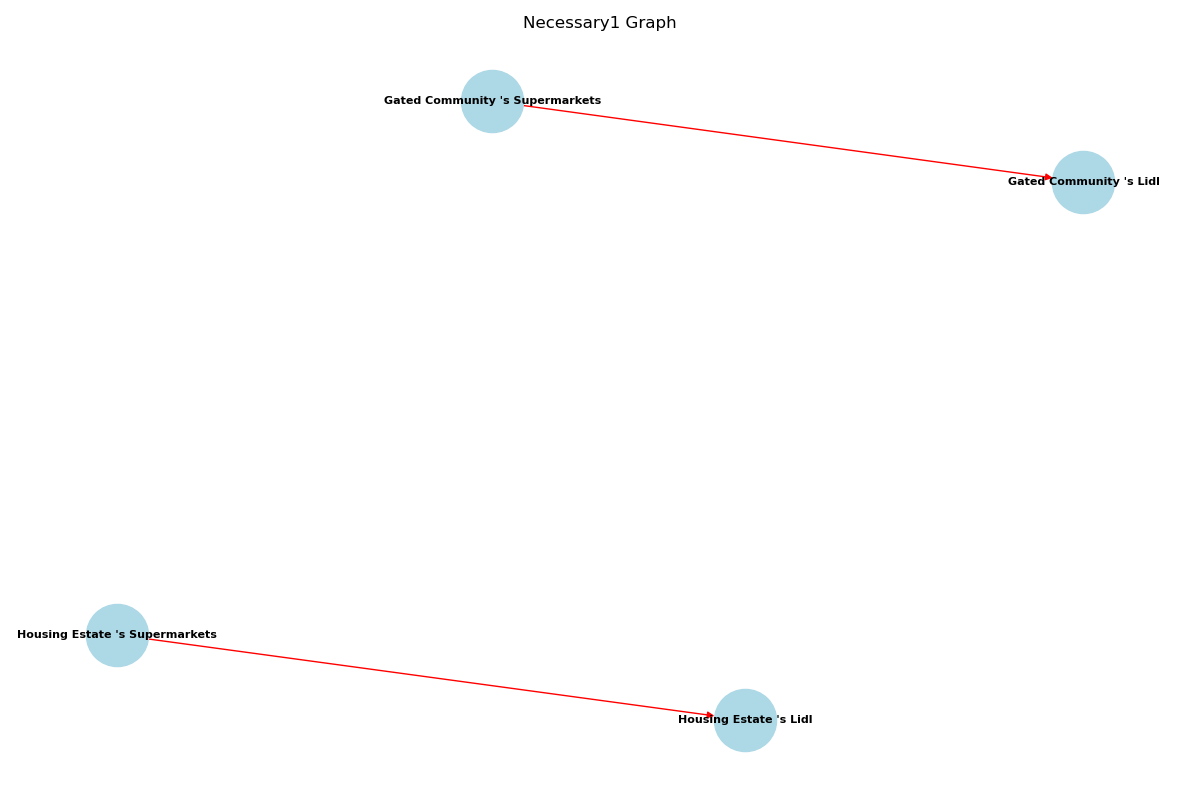 Necessary1 Graph
Gated Community 's Supermarkets
Gated Community 's Lidl
Housing Estate 's Supermarkets
Housing Estate 's Lidl